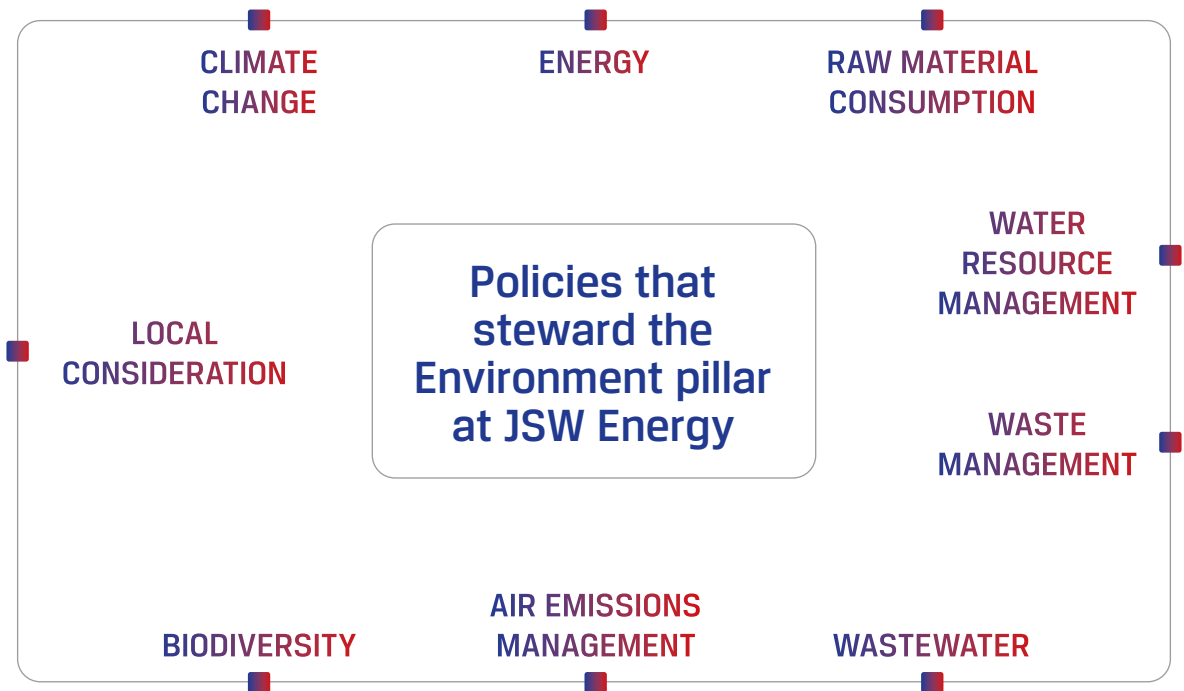 CLIMATE
CHANGE
ENERGY
RAW MATERIAL
CONSUMPTION
WATER
RESOURCE
MANAGEMENT
Policies that
steward the
Environment pillar
at JSW Energy
LOCAL
CONSIDERATION
WASTE
MANAGEMENT
BIODIVERSITY
AIR EMISSIONS
MANAGEMENT
WASTEWATER